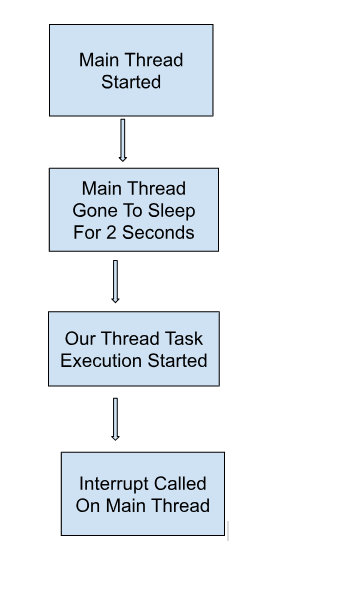 Main Thread
Started
Main Thread
Gone To Sleep
For 2 Seconds
Our Thread Task
Execution Started
Interrupt Called
On Main Thread